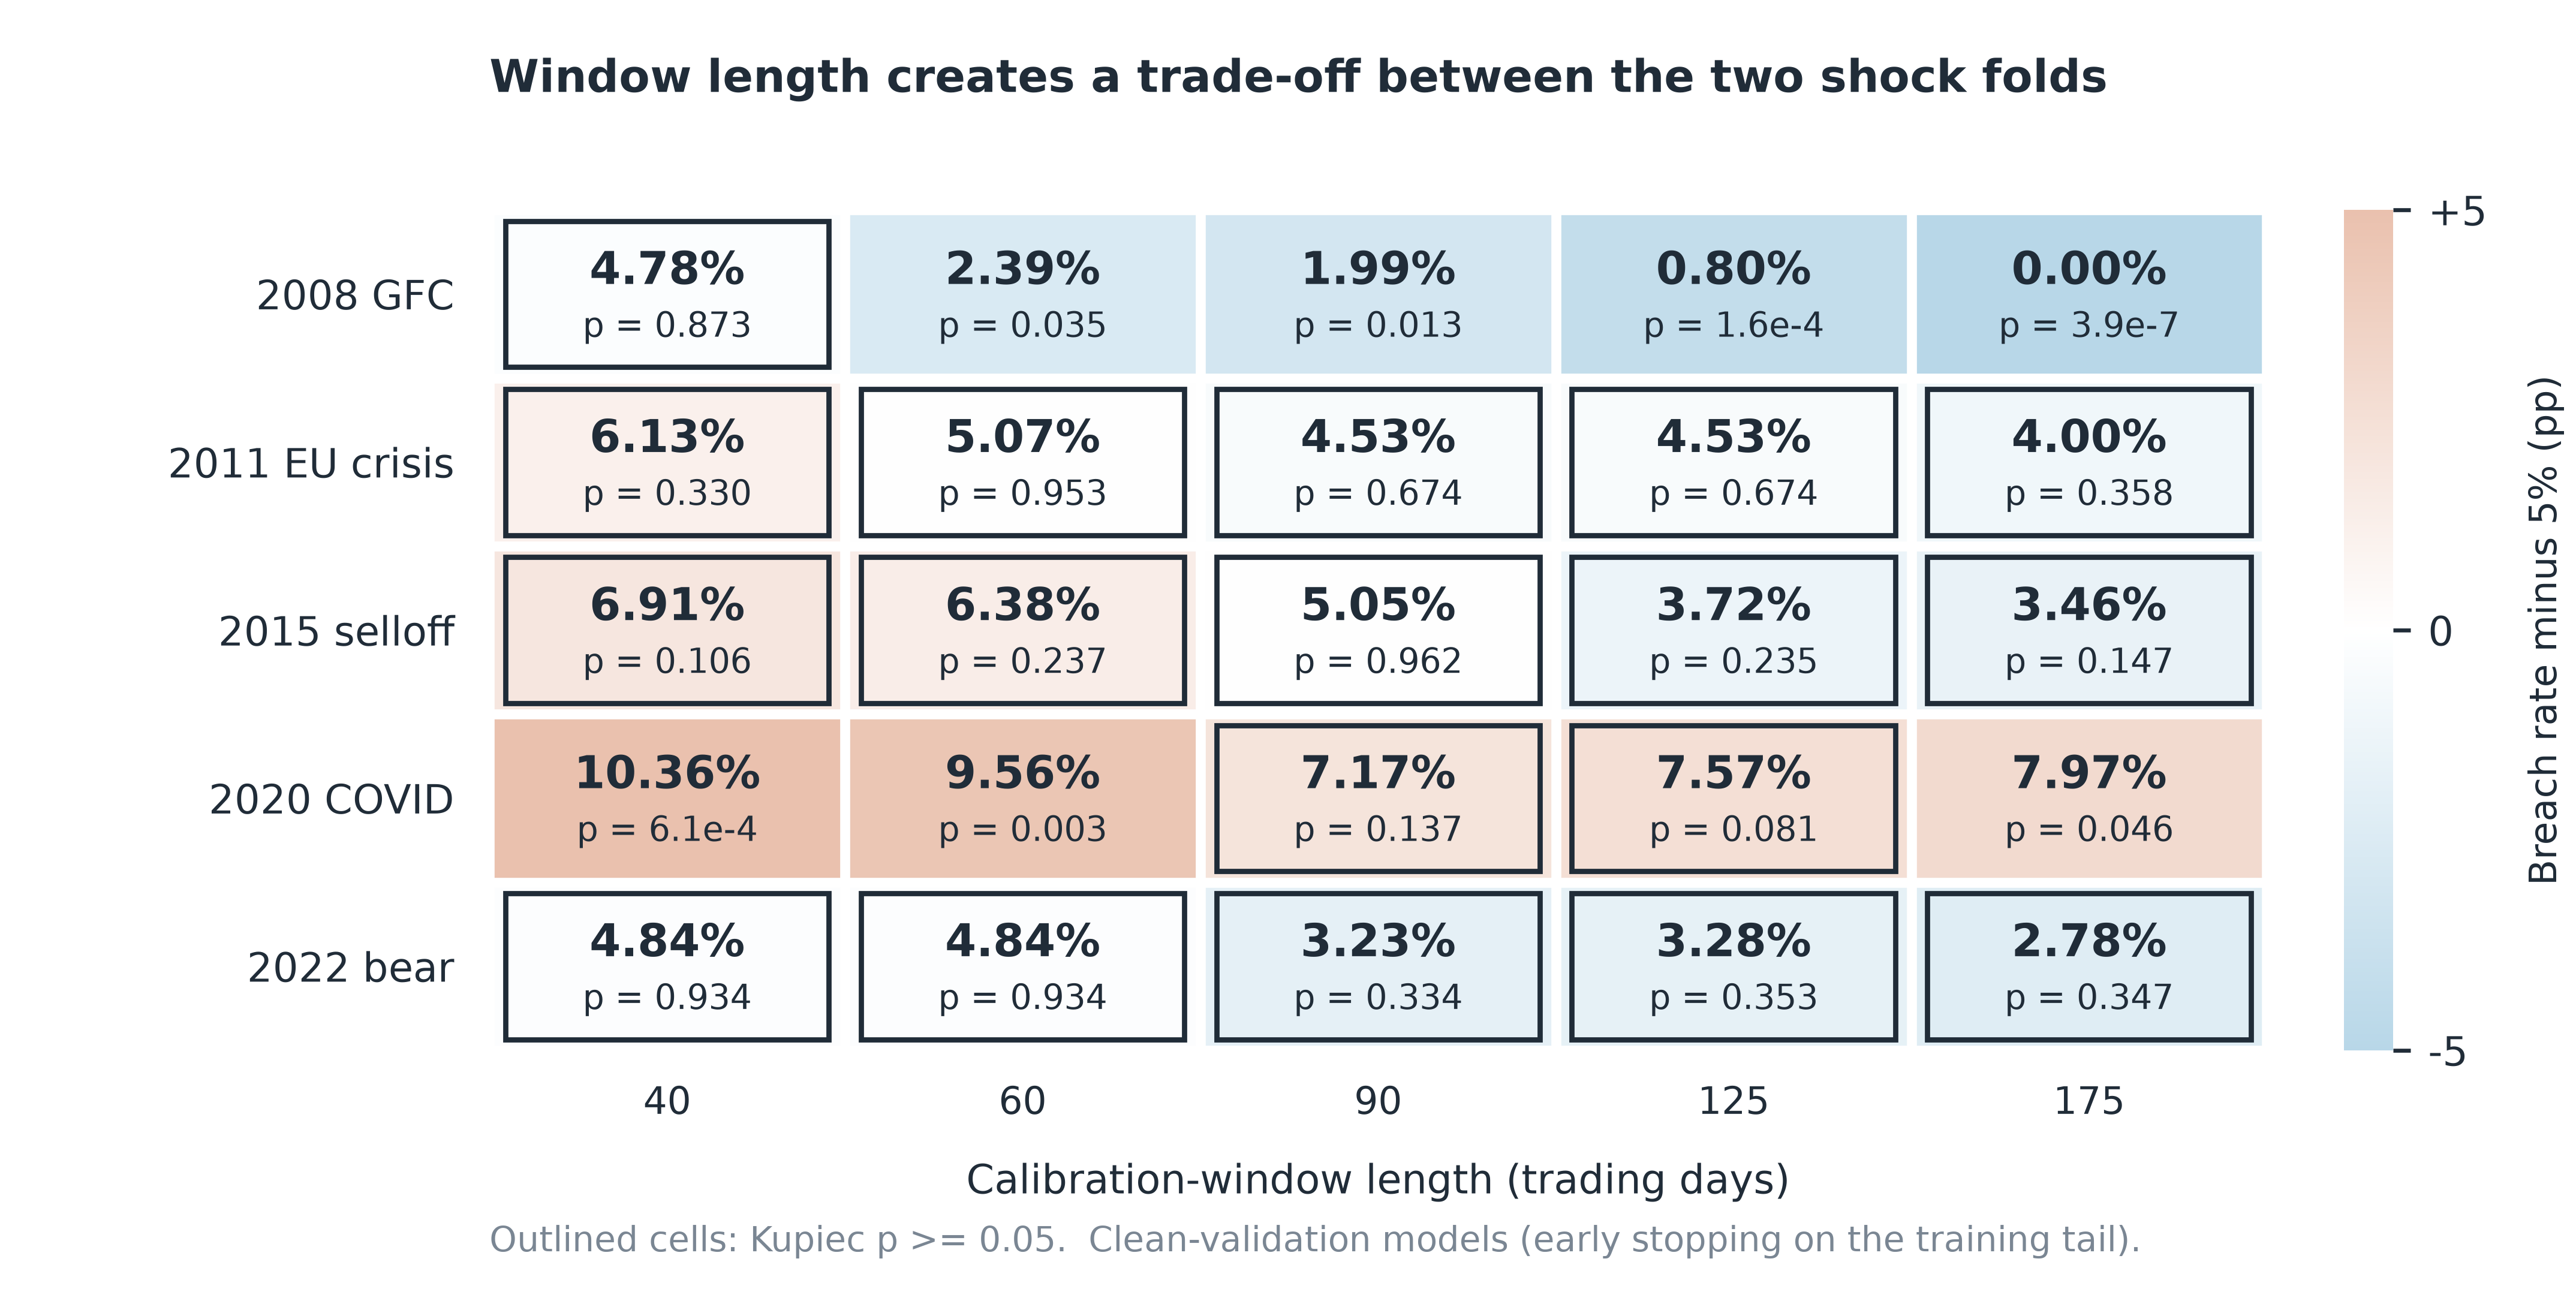 Window length creates a trade-off between the two shock folds
2008 GFC
4.78%
p = 0.873
2.39%
p = 0.035
1.99%
p = 0.013
0.80%
p = 1.6e-4
0.00%
p = 3.9e-7
2011 EU crisis
6.13%
p = 0.330
5.07%
p = 0.953
4.53%
p = 0.674
4.53%
p = 0.674
4.00%
p = 0.358
2015 selloff
6.91%
p = 0.106
6.38%
p = 0.237
5.05%
p = 0.962
3.72%
p = 0.235
3.46%
p = 0.147
2020 COVID
10.36%
p = 6.1e-4
9.56%
p = 0.003
7.17%
p = 0.137
7.57%
p = 0.081
7.97%
p = 0.046
2022 bear
4.84%
p = 0.934
4.84%
p = 0.934
3.23%
p = 0.334
3.28%
p = 0.353
2.78%
p = 0.347
40
60
90
125
175
Calibration-window length (trading days)
Outlined cells: Kupiec p >= 0.05.  Clean-validation models (early stopping on the training tail).
+5
0
-5
Breach rate minus 5% (pp)